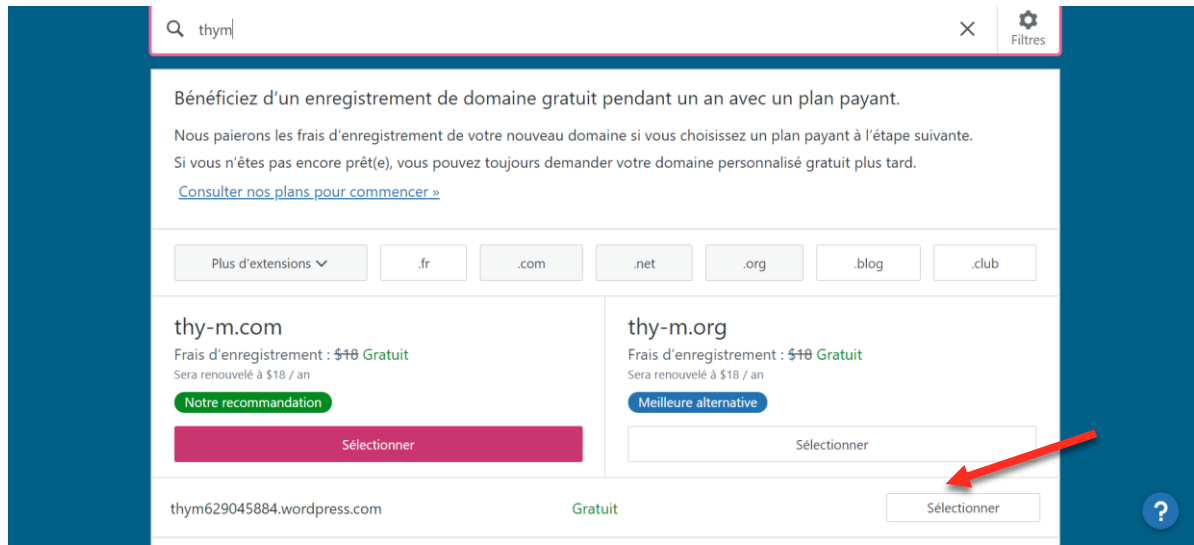 thym
Filtres
Bénéficiez d'un enregistrement de domaine gratuit pendant un an avec un plan payant.
Nous paierons les frais d'enregistrement de votre nouveau domaine si vous choisissez un plan payant à l'étape suivante.
Si vous n'êtes pas encore prêt(e), vous pouvez toujours demander votre domaine personnalisé gratuit plus tard.
Consulter nos plans pour commencer »
Plus d'extensions .fr .com .net .org .blog .club
thy-m.com
Frais d'enregistrement : $18 Gratuit
Sera renouvelé à $18 / an
Notre recommandation
Sélectionner
thy-m.org
Frais d'enregistrement : $18 Gratuit
Sera renouvelé à $18 / an
Meilleure alternative
Sélectionner
thym629045884.wordpress.com Gratuit Sélectionner
?